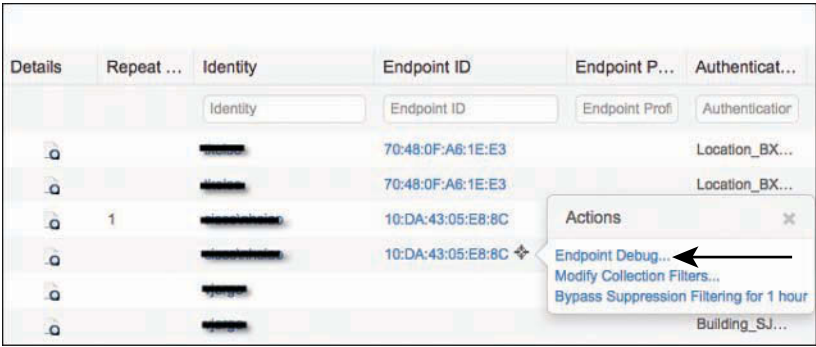 Details Repeat ... Identity Endpoint ID Endpoint P... Authenticat...
Identity Endpoint ID Endpoint Profi Authentication
70:48:0F:A6:1E:E3 Location_BX...
70:48:0F:A6:1E:E3 Location_BX...
1 10:DA:43:05:E8:8C Actions
10:DA:43:05:E8:8C Endpoint Debug...
Modify Collection Filters...
Bypass Suppression Filtering for 1 hour
Building_SJ...